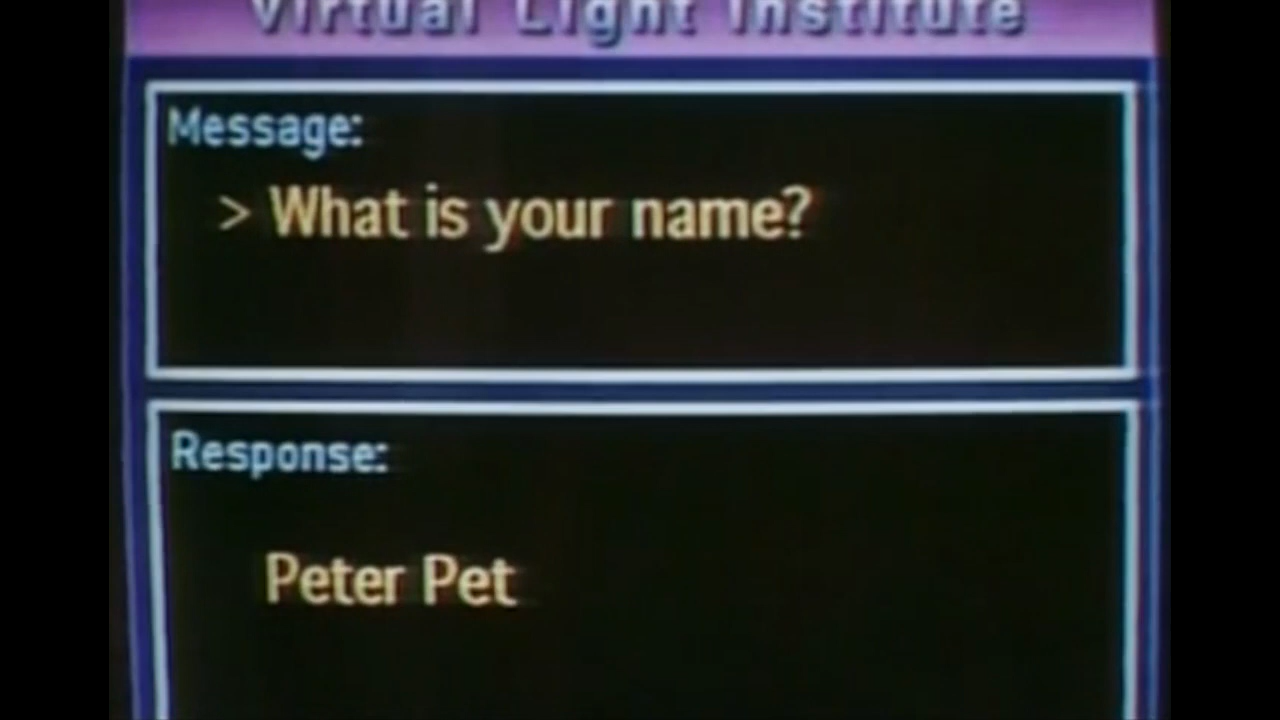 Virtual Light Institute
Message:
> What is your name?
Response:
Peter Pet